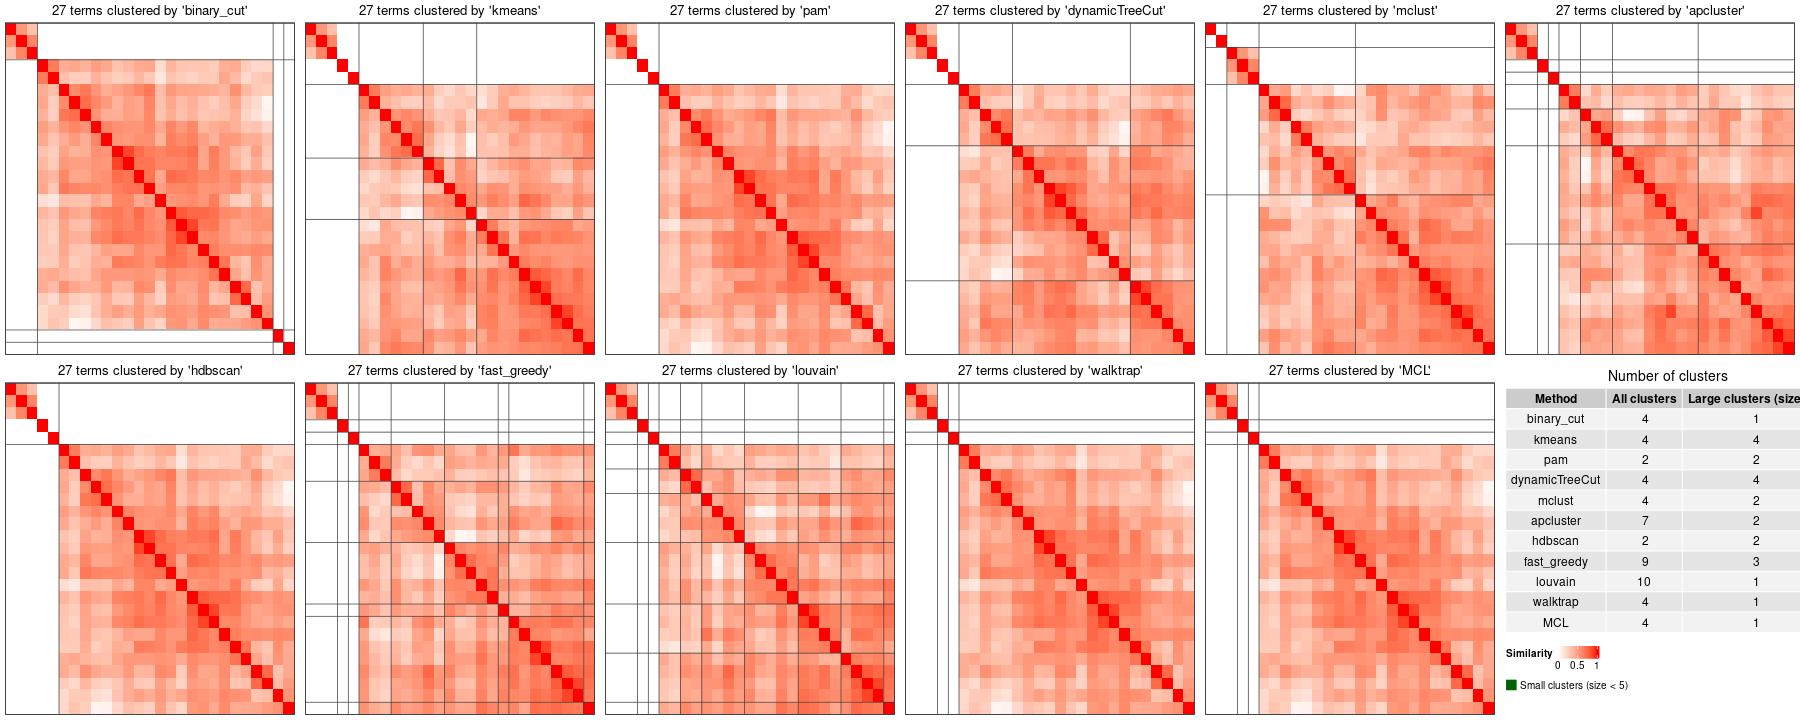 27 terms clustered by 'binary_cut'
27 terms clustered by 'kmeans'
27 terms clustered by 'pam'
27 terms clustered by 'dynamicTreeCut'
27 terms clustered by 'mclust'
27 terms clustered by 'apcluster'
27 terms clustered by 'hdbscan'
27 terms clustered by 'fast_greedy'
27 terms clustered by 'louvain'
27 terms clustered by 'walktrap'
27 terms clustered by 'MCL'
Number of clusters
Method All clusters Large clusters (size
binary_cut 4 1
kmeans 4 4
pam 2 2
dynamicTreeCut 4 4
mclust 4 2
apcluster 7 2
hdbscan 2 2
fast_greedy 9 3
louvain 10 1
walktrap 4 1
MCL 4 1
Similarity
0 0.5 1
Small clusters (size < 5)